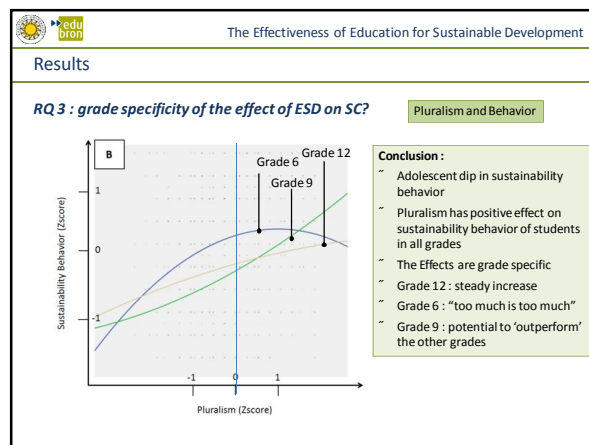 edu
bron
The Effectiveness of Education for Sustainable Development
Results
RQ 3 : grade specificity of the effect of ESD on SC?
Pluralism and Behavior
B
Grade 12
Grade 6
Grade 9
1
0
-1
Sustainability Behavior (Zscore)
-1
0
1
Pluralism (Zscore)
Conclusion :
˝ Adolescent dip in sustainability
behavior
˝ Pluralism has positive effect on
sustainability behavior of students
in all grades
˝ The Effects are grade specific
˝ Grade 12 : steady increase
˝ Grade 6 : “too much is too much”
˝ Grade 9 : potential to ‘outperform’
the other grades